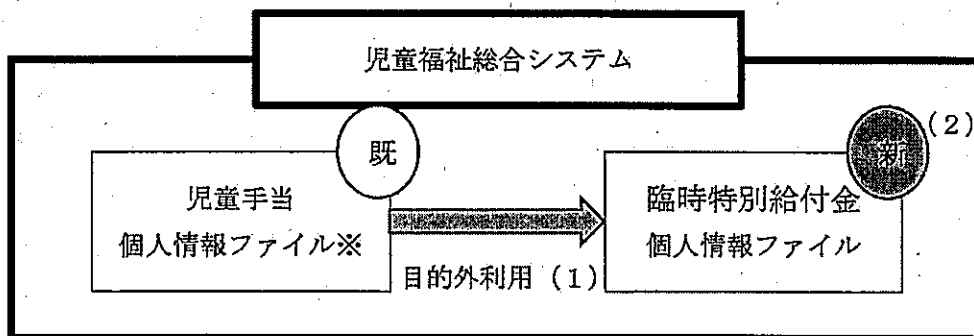 児童福祉総合システム
既
新
(2)
児童手当
個人情報ファイル※
臨時特別給付金
個人情報ファイル
目的外利用 (1)